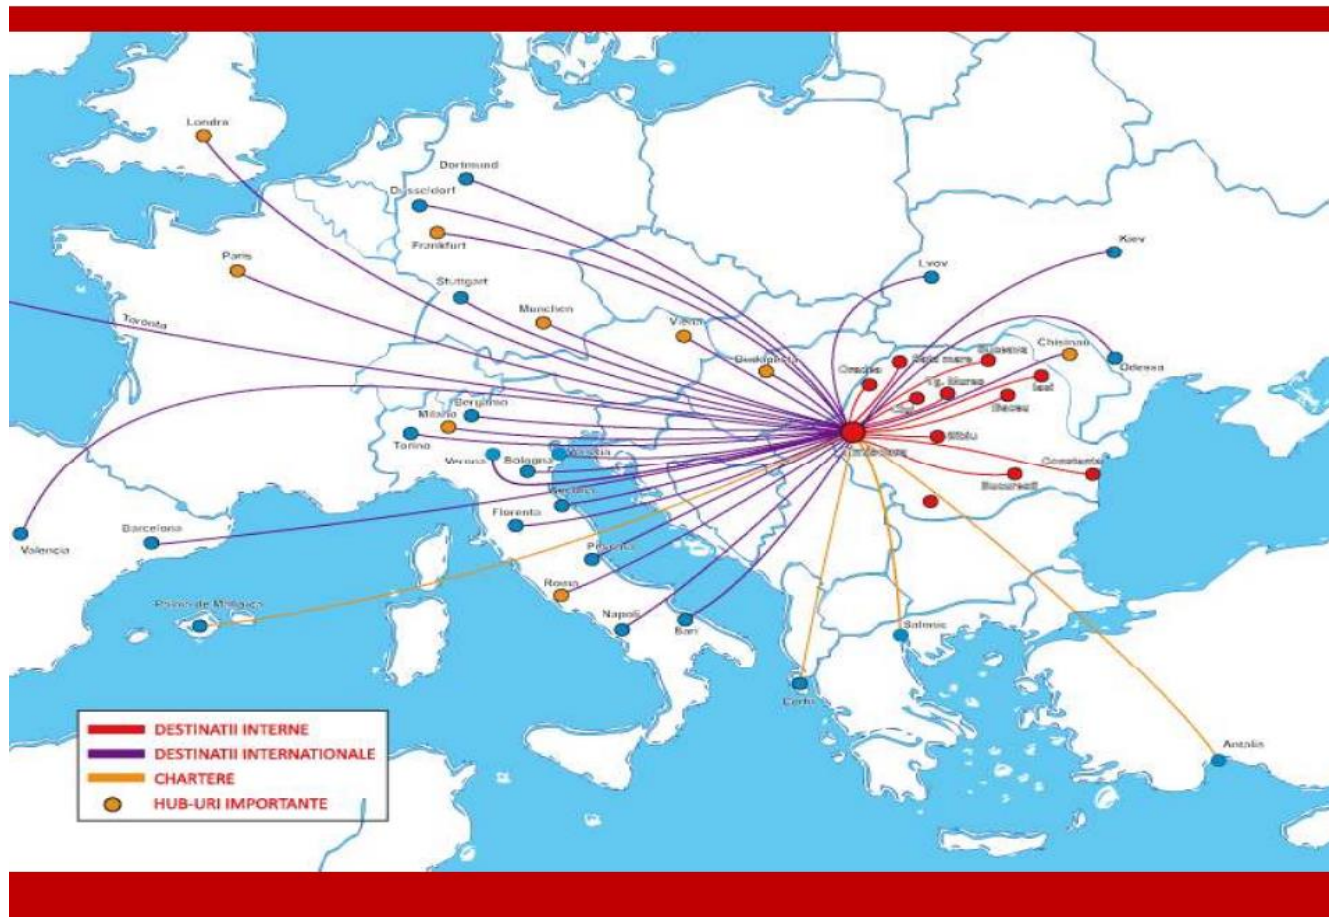 Londra
Dortmund
Dusseldorf
Frankfurt
Kiev
Paris
Lvov
Stuttgart
Munchen
Viena
Toronto
Budapesta
Chisinau
Suceava
Satu mare
Odessa
Oradea
Iasi
Tg. Mures
Bacau
Cluj
Bergamo
Milano
Torino
Sibiu
Verona
Bologna
Constanta
Bucuresti
Florenta
Barcelona
Valencia
Pescara
Roma
Palma de Mallorca
Napoli
Bari
Salonic
Corfu
Antalia
DESTINATII INTERNE
DESTINATII INTERNATIONALE
CHARTERE
HUB-URI IMPORTANTE